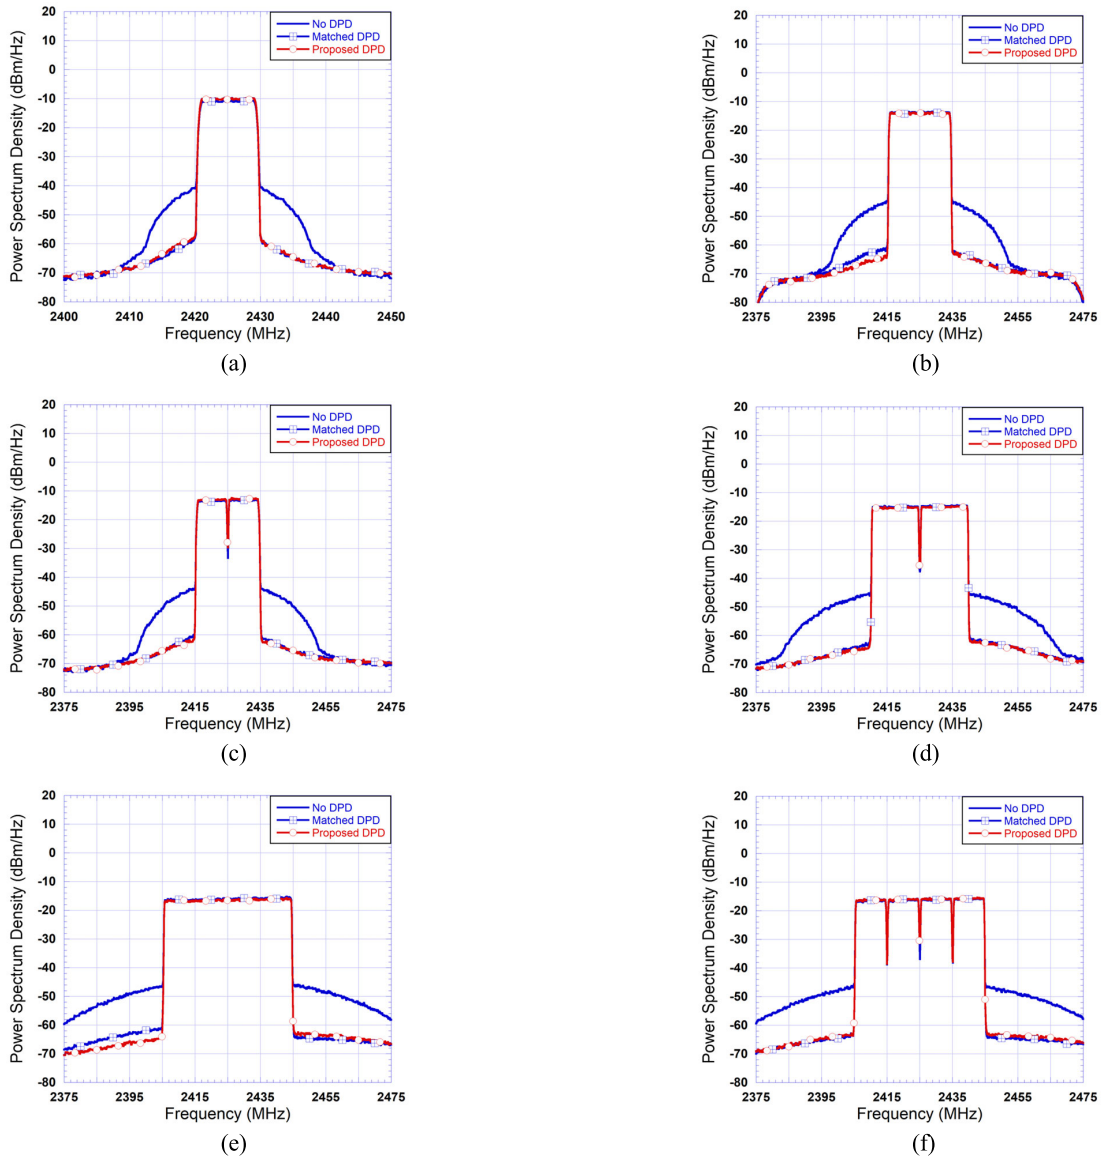 20
10
0
-10
-20
-30
-40
-50
-60
-70
-80
Power Spectrum Density (dBm/Hz)
No DPD
Matched DPD
Proposed DPD
2400 2410 2420 2430 2440 2450
Frequency (MHz)
(a)
20
10
0
-10
-20
-30
-40
-50
-60
-70
-80
Power Spectrum Density (dBm/Hz)
No DPD
Matched DPD
Proposed DPD
2375 2395 2415 2435 2455 2475
Frequency (MHz)
(b)
20
10
0
-10
-20
-30
-40
-50
-60
-70
-80
Power Spectrum Density (dBm/Hz)
No DPD
Matched DPD
Proposed DPD
2375 2395 2415 2435 2455 2475
Frequency (MHz)
(c)
20
10
0
-10
-20
-30
-40
-50
-60
-70
-80
Power Spectrum Density (dBm/Hz)
No DPD
Matched DPD
Proposed DPD
2375 2395 2415 2435 2455 2475
Frequency (MHz)
(d)
20
10
0
-10
-20
-30
-40
-50
-60
-70
-80
Power Spectrum Density (dBm/Hz)
No DPD
Matched DPD
Proposed DPD
2375 2395 2415 2435 2455 2475
Frequency (MHz)
(e)
20
10
0
-10
-20
-30
-40
-50
-60
-70
-80
Power Spectrum Density (dBm/Hz)
No DPD
Matched DPD
Proposed DPD
2375 2395 2415 2435 2455 2475
Frequency (MHz)
(f)